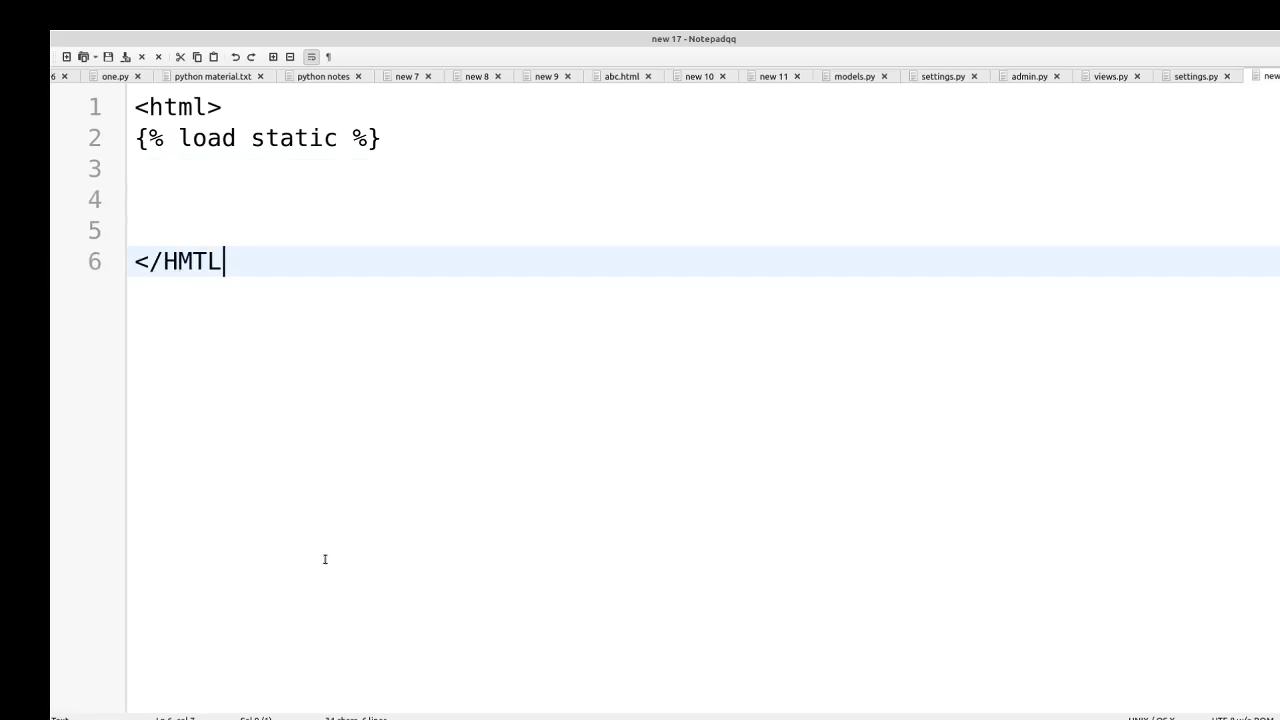 new 17 - Notepadqq
6 one.py python material.txt python notes new 7 new 8 new 9 abc.html new 10 new 11 models.py settings.py admin.py views.py settings.py new
1 <html>
2 {% load static %}
3
4
5
6 </HMTL